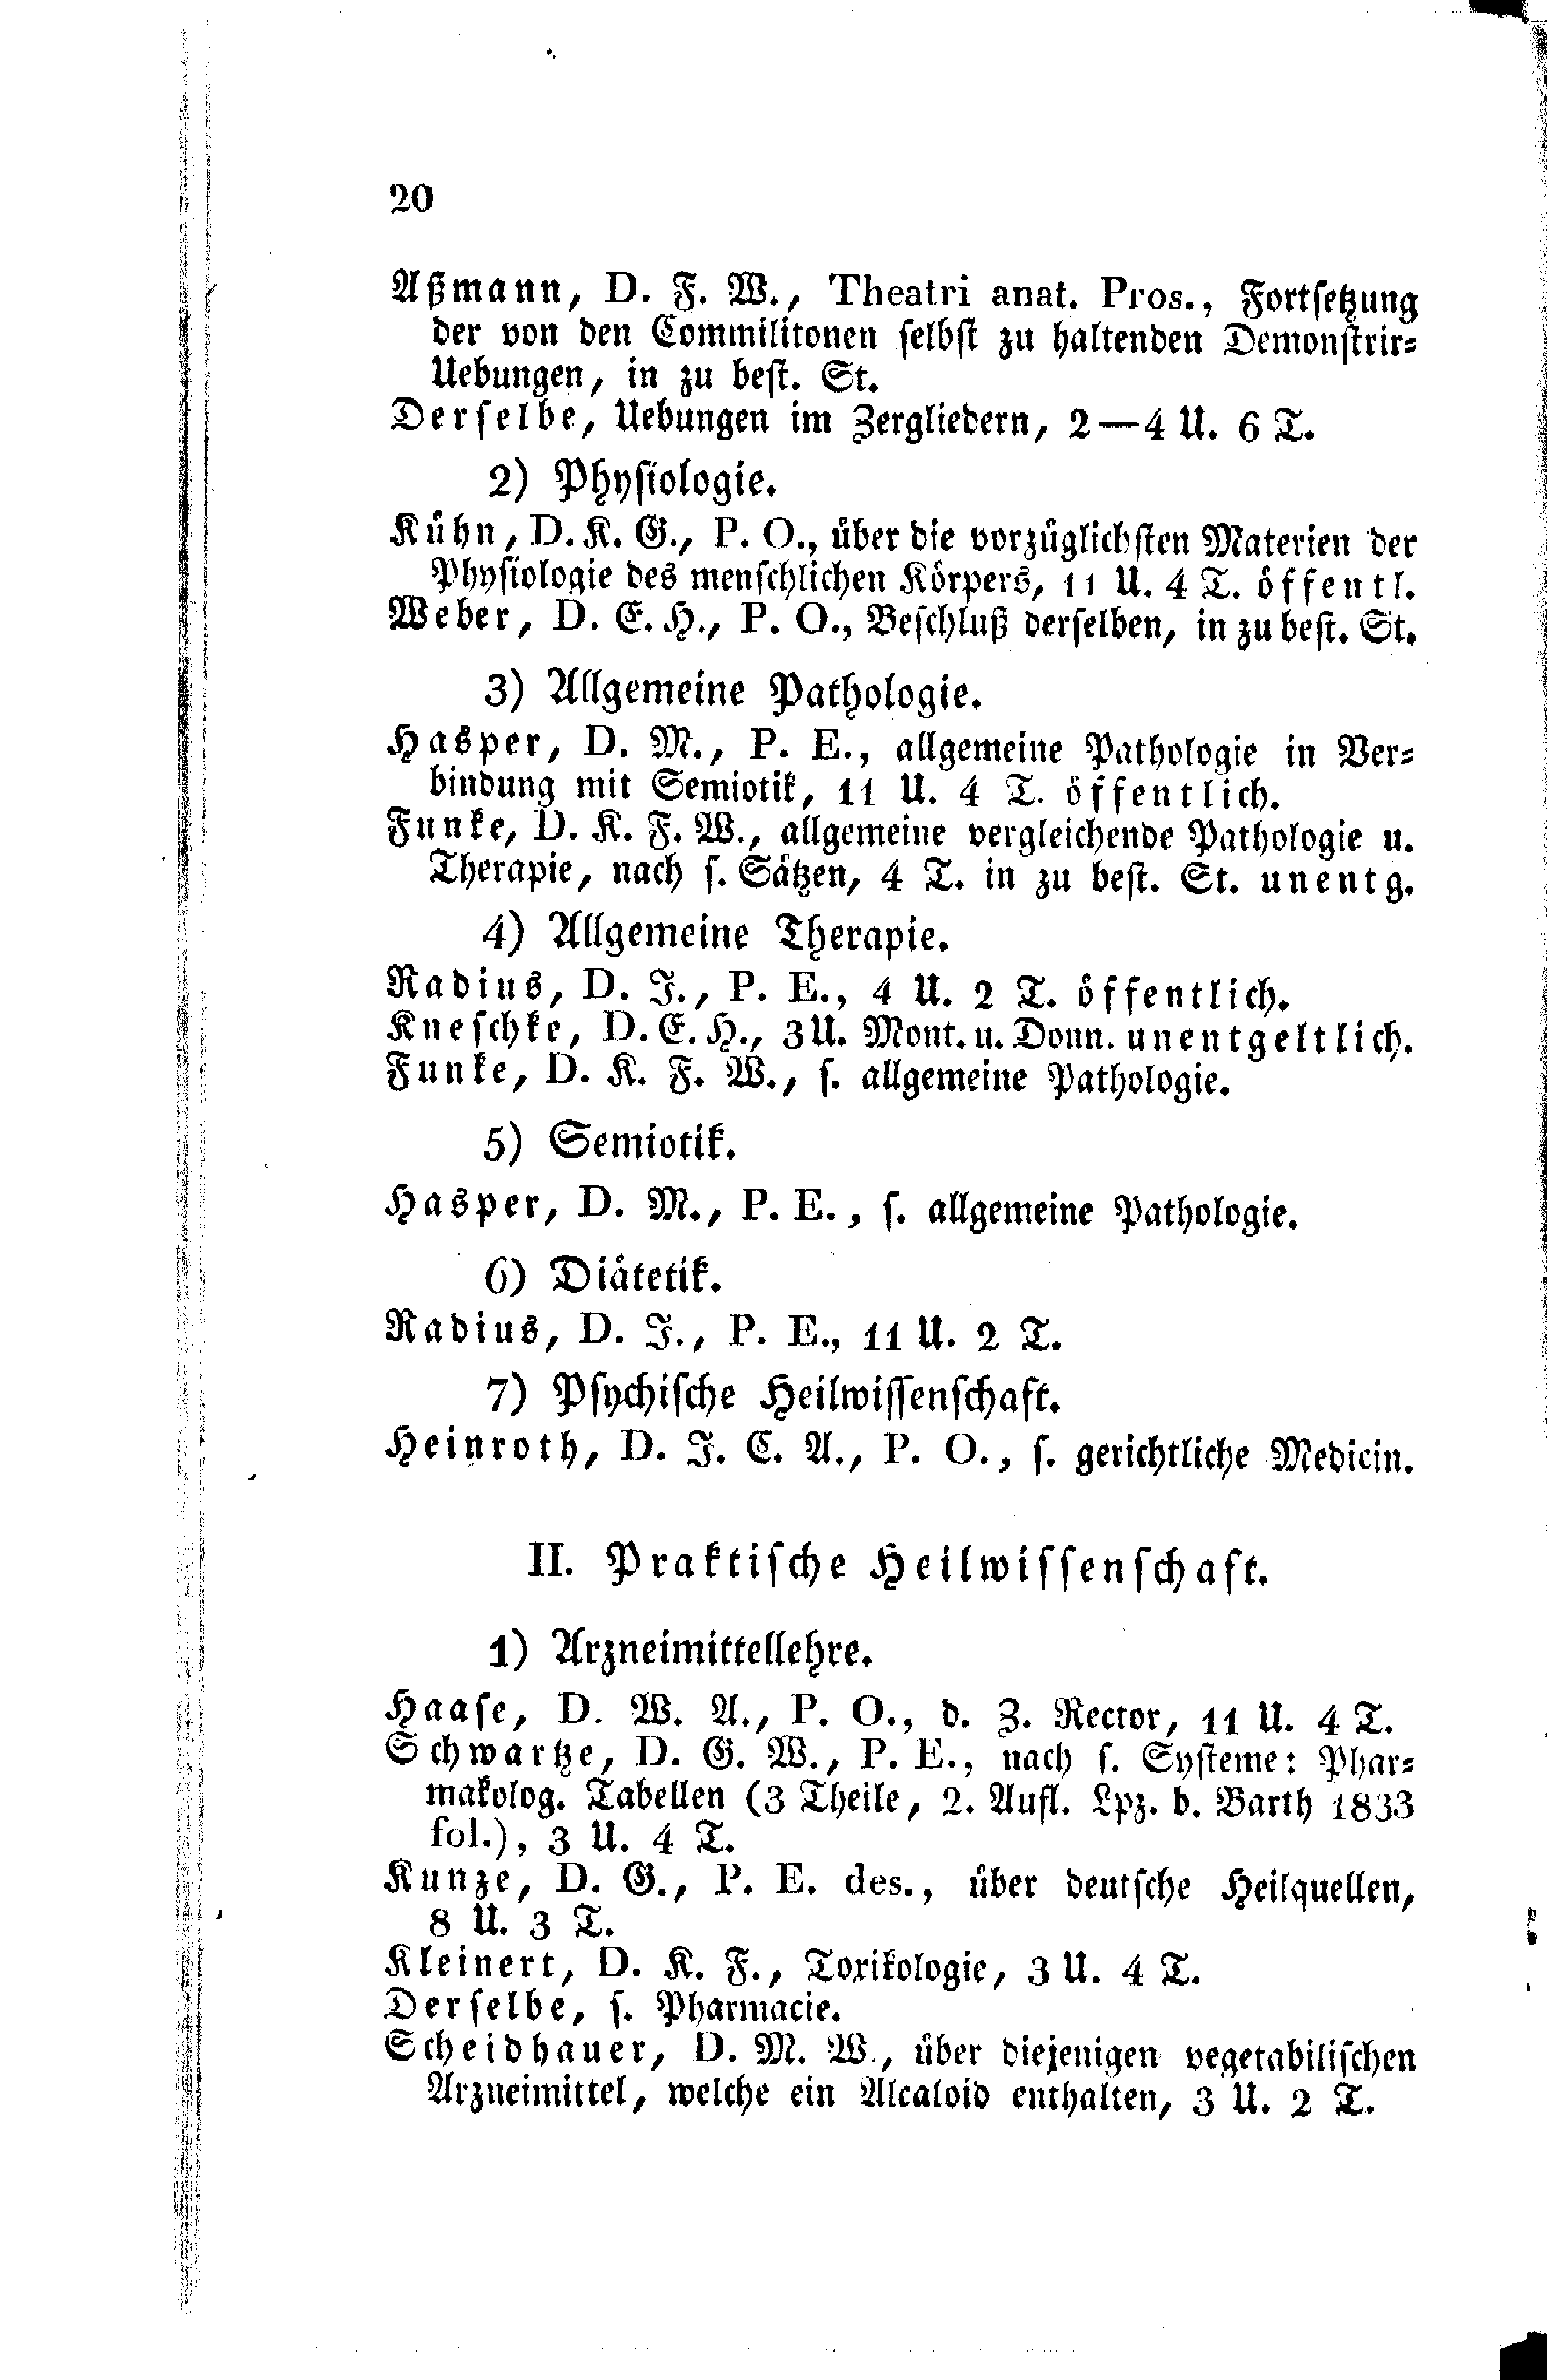 20
Aßmann, D. F. W., Theatri anat. Pros., Fortsetzung
der von den Commilitonen selbst zu haltenden Demonstrir-
Uebungen, in zu best. St.
Derselbe, Uebungen im Zergliedern, 2—4 U. 6 T.
2) Physiologie.
Kühn, D. K. G., P. O., über die vorzüglichsten Materien der
Physiologie des menschlichen Körpers, 11 U. 4 T. öffentl.
Weber, D. E. H., P. O., Beschluß derselben, in zu best. St.
3) Allgemeine Pathologie.
Hasper, D. M., P. E., allgemeine Pathologie in Ver-
bindung mit Semiotik, 11 U. 4 T. öffentlich.
Funke, D. K. F. W., allgemeine vergleichende Pathologie u.
Therapie, nach s. Sätzen, 4 T. in zu best. St. unentg.
4) Allgemeine Therapie.
Radius, D. J., P. E., 4 U. 2 T. öffentlich.
Kneschke, D. E. H., 3 U. Mont. u. Donn. unentgeltlich.
Funke, D. K. F. W., s. allgemeine Pathologie.
5) Semiotik.
Hasper, D. M., P. E., s. allgemeine Pathologie.
6) Diätetik.
Radius, D. J., P. E., 11 U. 2 T.
7) Psychische Heilwissenschaft.
Heinroth, D. J. C. A., P. O., s. gerichtliche Medicin.
II. Praktische Heilwissenschaft.
1) Arzneimittellehre.
Haase, D. W. A., P. O., d. Z. Rector, 11 U. 4 T.
Schwartze, D. G. W., P. E., nach s. Systeme: Phar-
makolog. Tabellen (3 Theile, 2. Aufl. Lpz. b. Barth 1833
fol.), 3 U. 4 T.
Kunze, D. G., P. E. des., über deutsche Heilquellen,
8 U. 3 T.
Kleinert, D. K. F., Toxikologie, 3 U. 4 T.
Derselbe, s. Pharmacie.
Scheidhauer, D. M. W., über diejenigen vegetabilischen
Arzneimittel, welche ein Alcaloid enthalten, 3 U. 2 T.